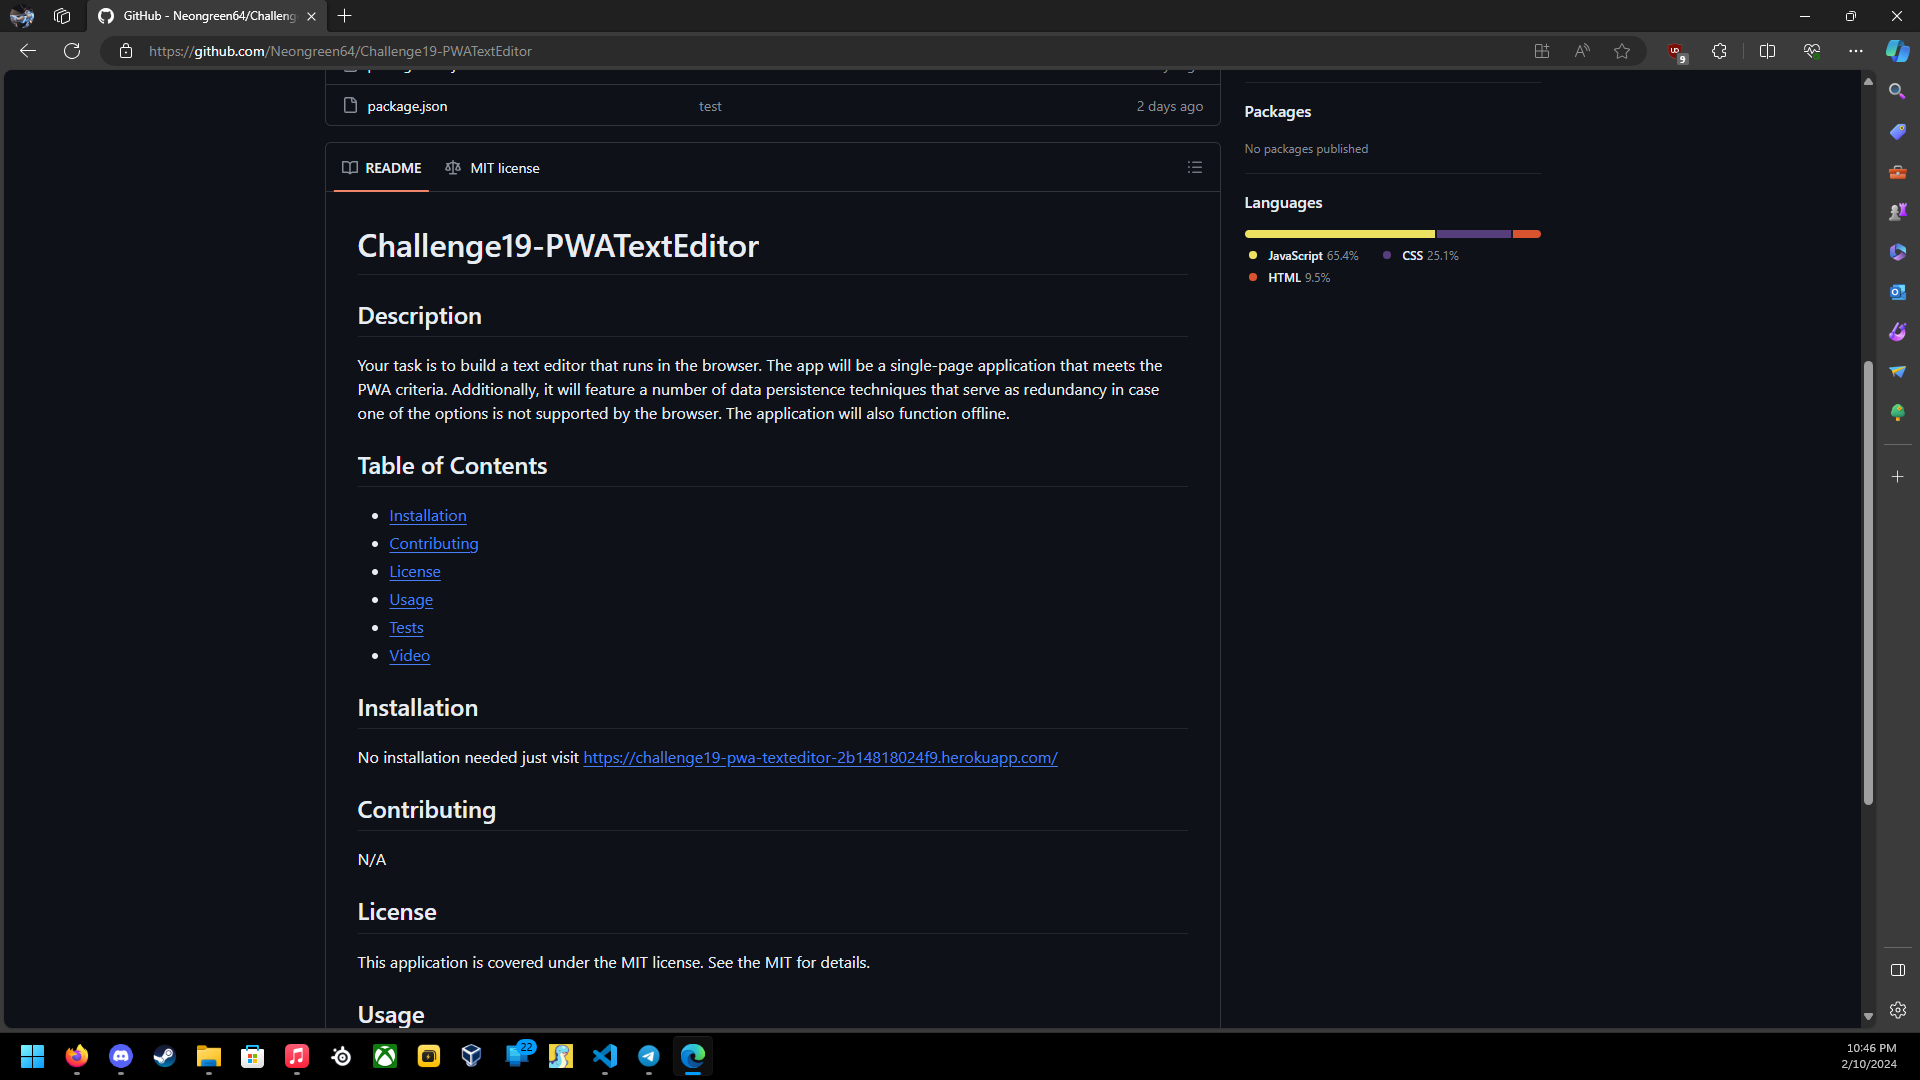 GitHub - Neongreen64/Challeng
https://github.com/Neongreen64/Challenge19-PWATextEditor
9
package.json test 2 days ago
README MIT license
Challenge19-PWATextEditor
Description
Your task is to build a text editor that runs in the browser. The app will be a single-page application that meets the
PWA criteria. Additionally, it will feature a number of data persistence techniques that serve as redundancy in case
one of the options is not supported by the browser. The application will also function offline.
Table of Contents
Installation
Contributing
License
Usage
Tests
Video
Installation
No installation needed just visit https://challenge19-pwa-texteditor-2b14818024f9.herokuapp.com/
Contributing
N/A
License
This application is covered under the MIT license. See the MIT for details.
Usage
Packages
No packages published
Languages
JavaScript 65.4% CSS 25.1%
HTML 9.5%
22
10:46 PM
2/10/2024